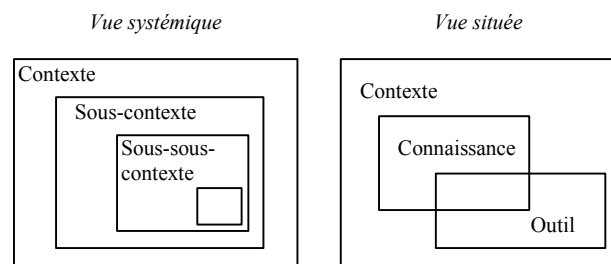 Vue systémique
Contexte
Sous-contexte
Sous-sous-
contexte
Vue située
Contexte
Connaissance
Outil